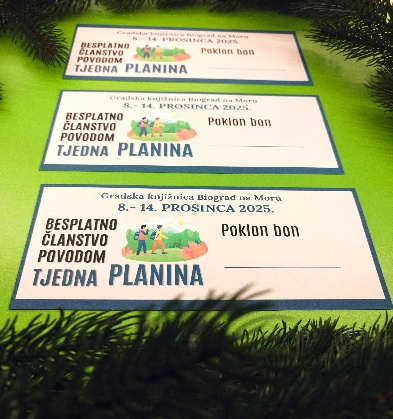 Gradska knjižnica Biograd na Moru
8.- 14. PROSINCA 2025.
BESPLATNO
ČLANSTVO
POVODOM
TJEDNA PLANINA
Poklon bon
Gradska knjižnica Biograd na Moru
8.- 14. PROSINCA 2025.
BESPLATNO
ČLANSTVO
POVODOM
TJEDNA PLANINA
Poklon bon
Gradska knjižnica Biograd na Moru
8.- 14. PROSINCA 2025.
BESPLATNO
ČLANSTVO
POVODOM
TJEDNA PLANINA
Poklon bon